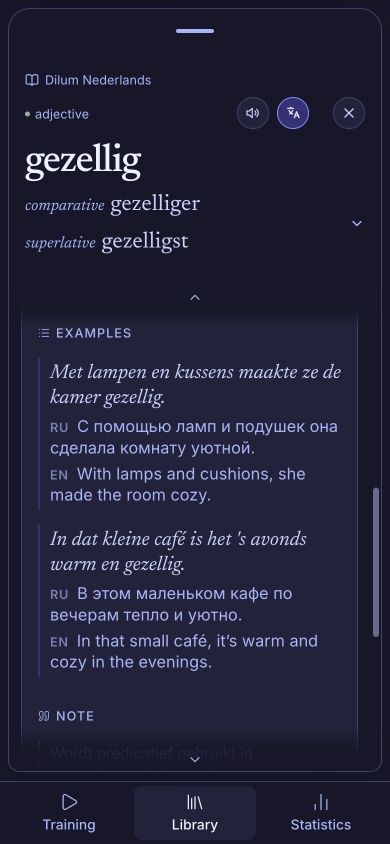 Dilum Nederlands
adjective
gezellig
comparative gezelliger
superlative gezelligst
EXAMPLES
Met lampen en kussens maakte ze de
kamer gezellig.
RU С помощью ламп и подушек она
сделала комнату уютной.
EN With lamps and cushions, she
made the room cozy.
In dat kleine café is het 's avonds
warm en gezellig.
RU В этом маленьком кафе по
вечерам тепло и уютно.
EN In that small café, it’s warm and
cozy in the evenings.
NOTE
Wordt predicatief gebruikt in
Training
Library
Statistics